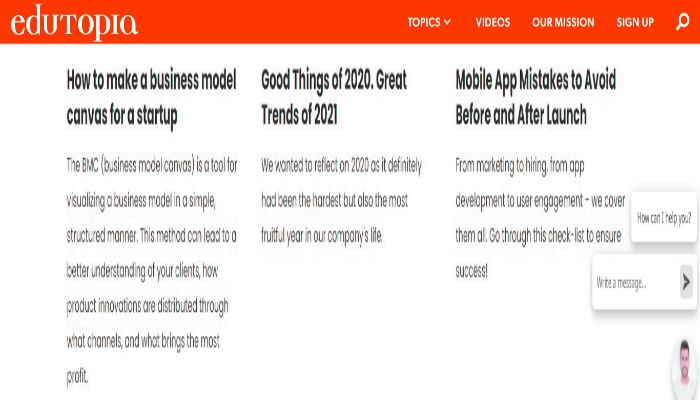 edutopia
TOPICS VIDEOS OUR MISSION SIGN UP
How to make a business model
canvas for a startup
The BMC (business model canvas) is a tool for
visualizing a business model in a simple,
structured manner. This method can lead to a
better understanding of your clients, how
product innovations are distributed through
what channels, and what brings the most
profit.
Good Things of 2020. Great
Trends of 2021
We wanted to reflect on 2020 as it definitely
had been the hardest but also the most
fruitful year in our company's life.
Mobile App Mistakes to Avoid
Before and After Launch
From marketing to hiring, from app
development to user engagement – we cover
them all. Go through this check-list to ensure
success!
How can I help you?
Write a message...